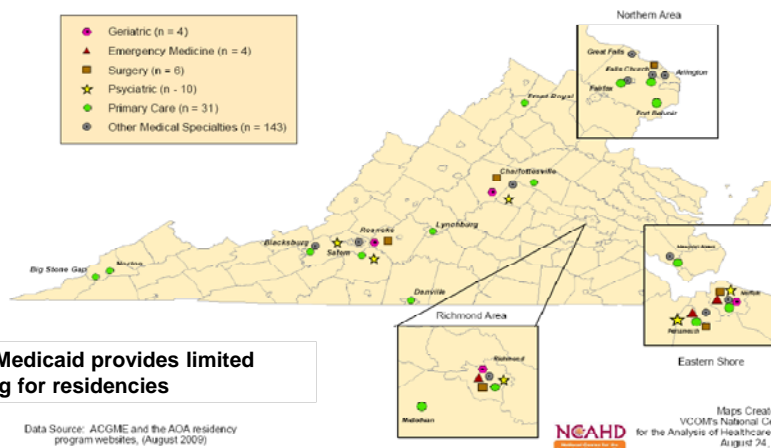 Northern Area
Geriatric (n = 4)
Emergency Medicine (n = 4)
Surgery (n = 6)
Psyciatric (n - 10)
Primary Care (n = 31)
Other Medical Specialties (n = 143)
Great Falls
Falls Church
Arlington
Fairfax
Fort Belvoir
Front Royal
Charlottesville
Lynchburg
Roanoke
Blacksburg
Salem
Big Stone Gap
Norton
Danville
Norfolk
Portsmouth
Eastern Shore
Richmond Area
Richmond
Midlothian
Medicaid provides limited
g for residencies
Data Source: ACGME and the AOA residency
program websites, (August 2009)
NCAHD
Maps Creat
VCOM's National Ce
for the Analysis of Healthcare
August 24,